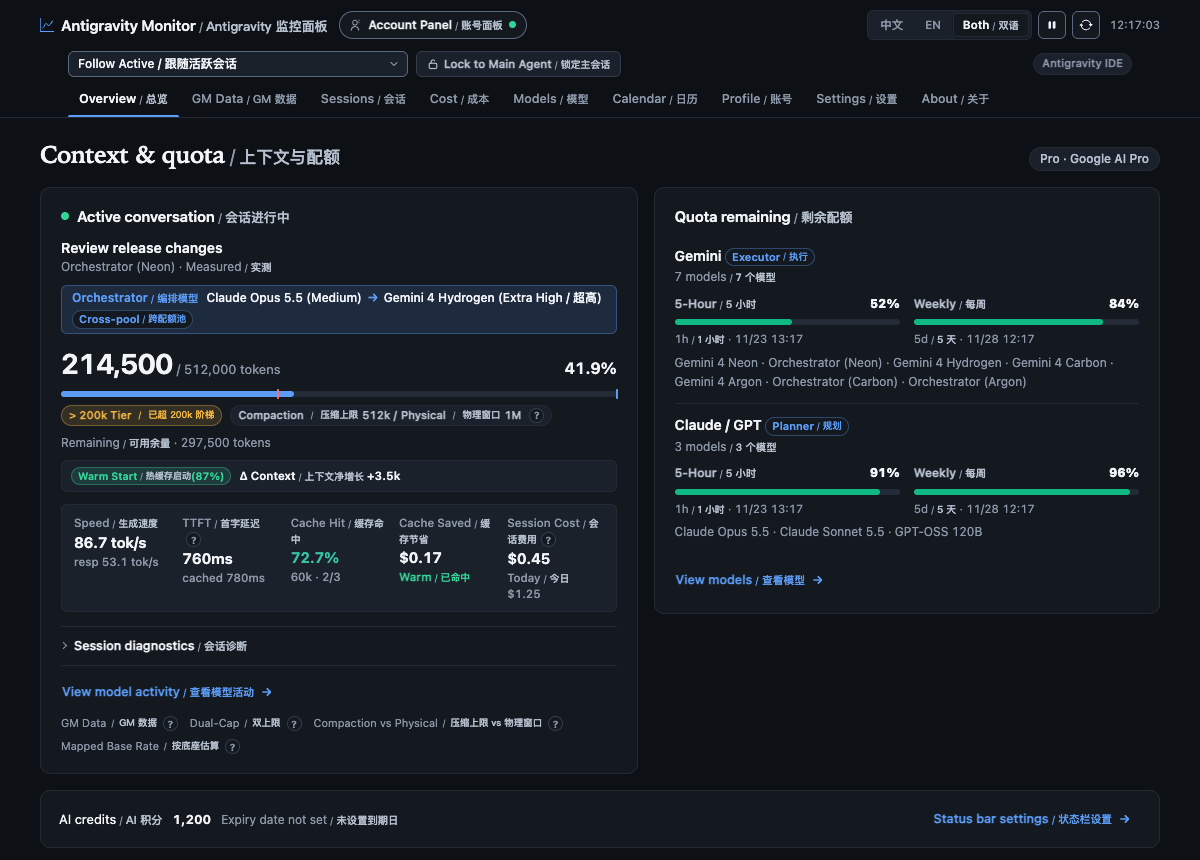 Antigravity Monitor / Antigravity 监控面板
Account Panel / 账号面板
中文 EN Both / 双语
12:17:03
Follow Active / 跟随活跃会话
Lock to Main Agent / 锁定主会话
Antigravity IDE
Overview / 总览 GM Data / GM 数据 Sessions / 会话 Cost / 成本 Models / 模型 Calendar / 日历 Profile / 账号 Settings / 设置 About / 关于
Context & quota / 上下文与配额
Pro · Google AI Pro
Active conversation / 会话进行中
Review release changes
Orchestrator (Neon) · Measured / 实测
Orchestrator / 编排模型 Claude Opus 5.5 (Medium) → Gemini 4 Hydrogen (Extra High / 超高)
Cross-pool / 跨配额池
214,500 / 512,000 tokens 41.9%
> 200k Tier / 已超 200k 阶梯 Compaction / 压缩上限 512k / Physical / 物理窗口 1M ?
Remaining / 可用余量 · 297,500 tokens
Warm Start / 热缓存启动(87%) Δ Context / 上下文净增长 +3.5k
Speed / 生成速度
86.7 tok/s
resp 53.1 tok/s
TTFT / 首字延迟
?
760ms
cached 780ms
Cache Hit / 缓存命
中
72.7%
60k · 2/3
Cache Saved / 缓
存节省
$0.17
Warm / 已命中
Session Cost / 会
话费用 ?
$0.45
Today / 今日
$1.25
Session diagnostics / 会话诊断
View model activity / 查看模型活动 →
GM Data / GM 数据 ? Dual-Cap / 双上限 ? Compaction vs Physical / 压缩上限 vs 物理窗口 ?
Mapped Base Rate / 按底座估算 ?
Quota remaining / 剩余配额
Gemini Executor / 执行
7 models / 7 个模型
5-Hour / 5 小时 52% Weekly / 每周 84%
1h / 1 小时 · 11/23 13:17 5d / 5 天 · 11/28 12:17
Gemini 4 Neon · Orchestrator (Neon) · Gemini 4 Hydrogen · Gemini 4 Carbon ·
Gemini 4 Argon · Orchestrator (Carbon) · Orchestrator (Argon)
Claude / GPT Planner / 规划
3 models / 3 个模型
5-Hour / 5 小时 91% Weekly / 每周 96%
1h / 1 小时 · 11/23 13:17 5d / 5 天 · 11/28 12:17
Claude Opus 5.5 · Claude Sonnet 5.5 · GPT-OSS 120B
View models / 查看模型 →
AI credits / AI 积分 1,200 Expiry date not set / 未设置到期日
Status bar settings / 状态栏设置 →